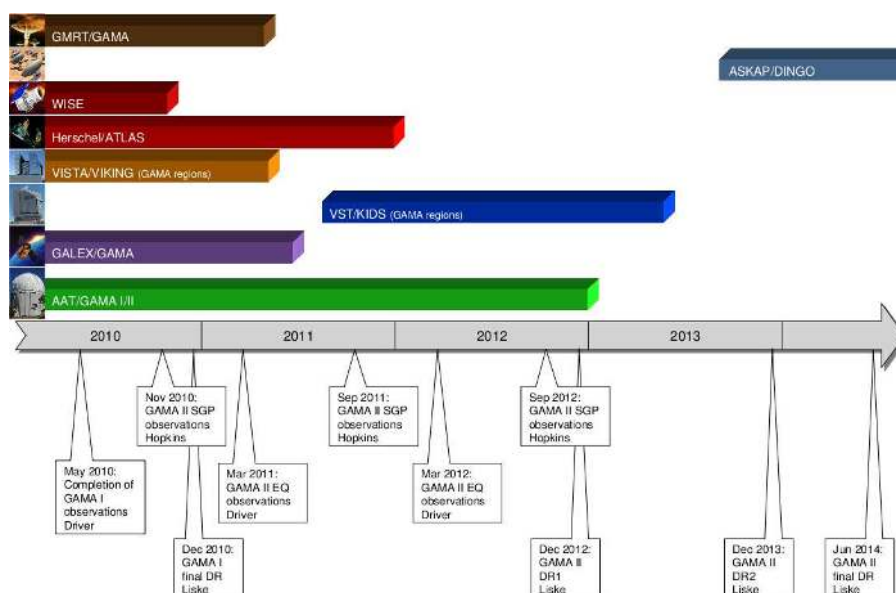 GMRT/GAMA
ASKAP/DINGO
WISE
Herschel/ATLAS
VISTA/VIKING (GAMA regions)
VST/KIDS (GAMA regions)
GALEX/GAMA
AAT/GAMA I/II
2010 2011 2012 2013
Nov 2010:
GAMA II SGP
observations
Hopkins
Sep 2011:
GAMA II SGP
observations
Hopkins
Sep 2012:
GAMA II SGP
observations
Hopkins
May 2010:
Completion of
GAMA I
observations
Driver
Mar 2011:
GAMA II EQ
observations
Driver
Mar 2012:
GAMA II EQ
observations
Driver
Dec 2010:
GAMA I
final DR
Liske
Dec 2012:
GAMA II
DR1
Liske
Dec 2013:
GAMA II
DR2
Liske
Jun 2014:
GAMA II
final DR
Liske